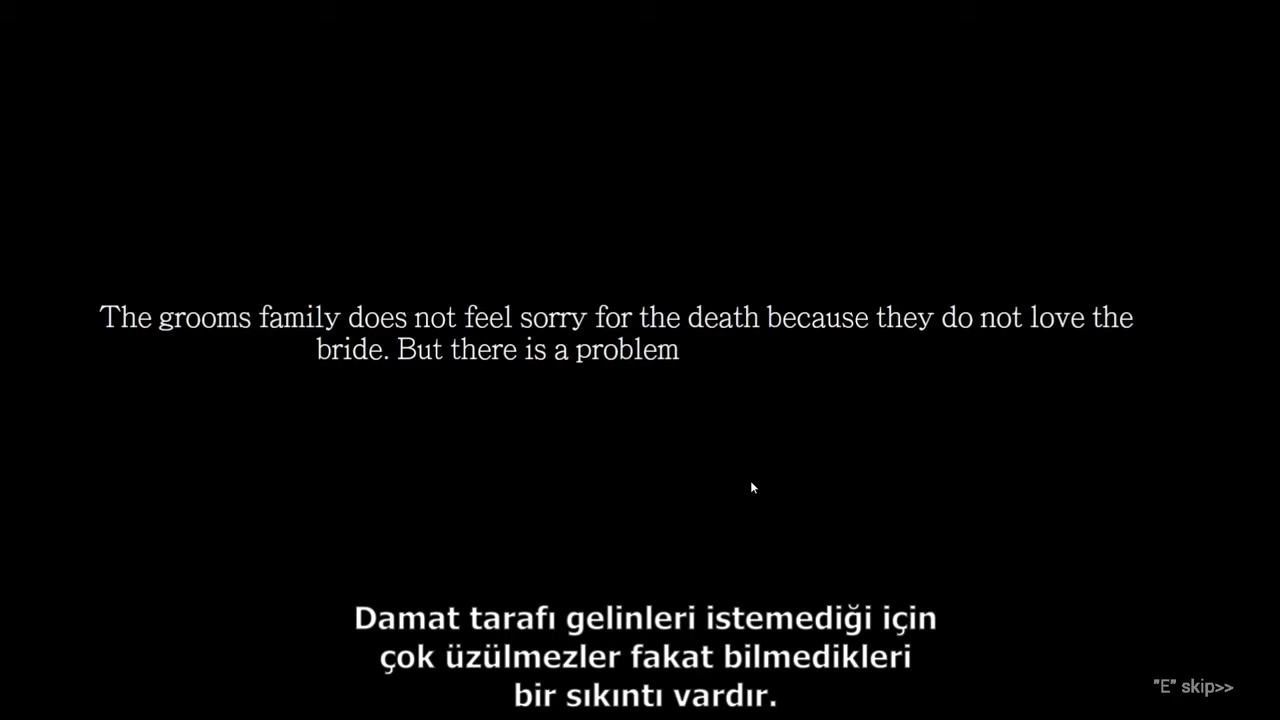 The grooms family does not feel sorry for the death because they do not love the
bride. But there is a problem
Damat tarafı gelinleri istemediği için
çok üzülmezler fakat bilmedikleri
bir sıkıntı vardır.
"E" skip>>